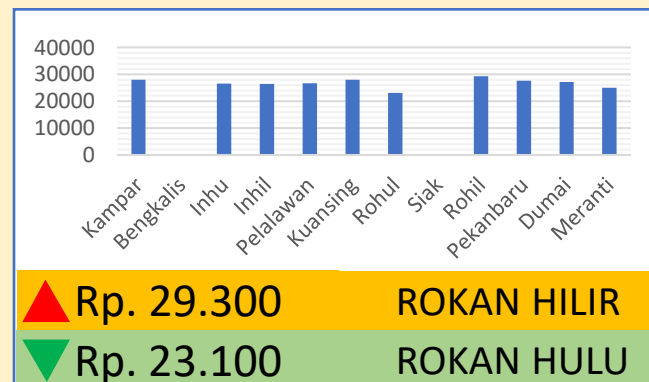 40000
30000
20000
10000
0
Kampar
Bengkalis
Inhu
Inhil
Pelalawan
Kuansing
Rohul
Siak
Rohil
Pekanbaru
Dumai
Meranti
Rp. 29.300 ROKAN HILIR
Rp. 23.100 ROKAN HULU